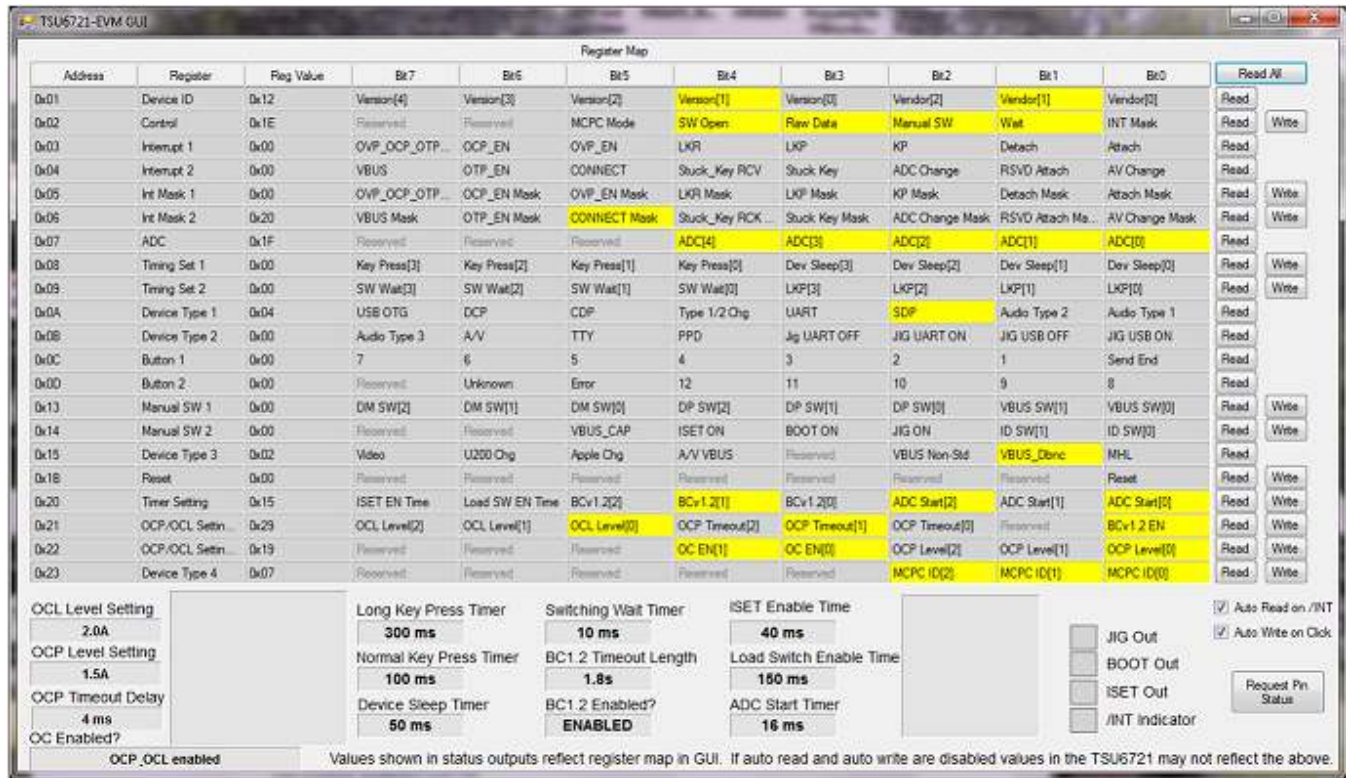 TSU6721-EVM GUI
Register Map
Address Register Reg Value Bit7 Bit6 Bit5 Bit4 Bit3 Bit2 Bit1 Bit0 Read All
0x01 Device ID 0x12 Version[4] Version[3] Version[2] Version[1] Version[0] Vendor[2] Vendor[1] Vendor[0] Read
0x02 Control 0x1E Reserved Reserved MCPC Mode SW Open Raw Data Manual SW Wait INT Mask Read Write
0x03 Interrupt 1 0x00 OVP_OCP_OTP... OCP_EN OVP_EN LKR LKP KP Detach Attach Read
0x04 Interrupt 2 0x00 VBUS OTP_EN CONNECT Stuck_Key RCV Stuck Key ADC Change RSVD Attach AV Change Read
0x05 Int Mask 1 0x00 OVP_OCP_OTP... OCP_EN Mask OVP_EN Mask LKR Mask LKP Mask KP Mask Detach Mask Attach Mask Read Write
0x06 Int Mask 2 0x20 VBUS Mask OTP_EN Mask CONNECT Mask Stuck_Key RCK ... Stuck Key Mask ADC Change Mask RSVD Attach Ma... AV Change Mask Read Write
0x07 ADC 0x1F Reserved Reserved Reserved ADC[4] ADC[3] ADC[2] ADC[1] ADC[0] Read
0x08 Timing Set 1 0x00 Key Press[3] Key Press[2] Key Press[1] Key Press[0] Dev Sleep[3] Dev Sleep[2] Dev Sleep[1] Dev Sleep[0] Read Write
0x09 Timing Set 2 0x00 SW Wait[3] SW Wait[2] SW Wait[1] SW Wait[0] LKP[3] LKP[2] LKP[1] LKP[0] Read Write
0x0A Device Type 1 0x04 USB OTG DCP CDP Type 1/2 Chg UART SDP Audio Type 2 Audio Type 1 Read
0x0B Device Type 2 0x00 Audio Type 3 A/V TTY PPD Jig UART OFF JIG UART ON JIG USB OFF JIG USB ON Read
0x0C Button 1 0x00 7 6 5 4 3 2 1 Send End Read
0x0D Button 2 0x00 Reserved Unknown Error 12 11 10 9 8 Read
0x13 Manual SW 1 0x00 DM SW[2] DM SW[1] DM SW[0] DP SW[2] DP SW[1] DP SW[0] VBUS SW[1] VBUS SW[0] Read Write
0x14 Manual SW 2 0x00 Reserved Reserved VBUS_CAP ISET ON BOOT ON JIG ON ID SW[1] ID SW[0] Read Write
0x15 Device Type 3 0x02 Video U200 Chg Apple Chg A/V VBUS Reserved VBUS Non-Std VBUS_Dbnc MHL Read
0x1B Reset 0x00 Reserved Reserved Reserved Reserved Reserved Reserved Reserved Reset Read Write
0x20 Timer Setting 0x15 ISET EN Time Load SW EN Time BCv1.2[2] BCv1.2[1] BCv1.2[0] ADC Start[2] ADC Start[1] ADC Start[0] Read Write
0x21 OCP/OCL Settin... 0x29 OCL Level[2] OCL Level[1] OCL Level[0] OCP Timeout[2] OCP Timeout[1] OCP Timeout[0] Reserved BCv1.2 EN Read Write
0x22 OCP/OCL Settin... 0x19 Reserved Reserved Reserved OC EN[1] OC EN[0] OCP Level[2] OCP Level[1] OCP Level[0] Read Write
0x23 Device Type 4 0x07 Reserved Reserved Reserved Reserved Reserved MCPC ID[2] MCPC ID[1] MCPC ID[0] Read Write
OCL Level Setting Long Key Press Timer Switching Wait Timer ISET Enable Time Auto Read on /INT
2.0A 300 ms 10 ms 40 ms JIG Out Auto Write on Click
OCP Level Setting Normal Key Press Timer BC1.2 Timeout Length Load Switch Enable Time BOOT Out
1.5A 100 ms 1.8s 150 ms ISET Out Request Pin Status
OCP Timeout Delay Device Sleep Timer BC1.2 Enabled? ADC Start Timer
4 ms 50 ms ENABLED 16 ms /INT Indicator
OC Enabled?
OCP_OCL enabled Values shown in status outputs reflect register map in GUI. If auto read and auto write are disabled values in the TSU6721 may not reflect the above.